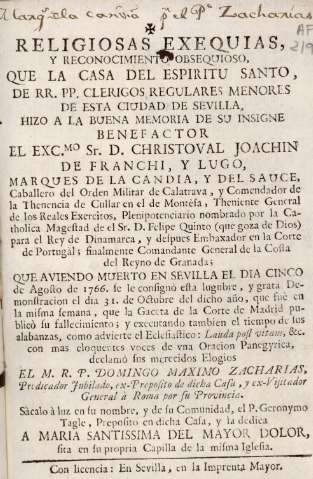 A la ... pr el Pe Zacharias
AF
2/9
RELIGIOSAS EXEQUIAS,
Y RECONOCIMIENTO OBSEQUIOSO,
QUE LA CASA DEL ESPIRITU SANTO,
DE RR. PP. CLERIGOS REGULARES MENORES
DE ESTA CIUDAD DE SEVILLA,
HIZO A LA BUENA MEMORIA DE SU INSIGNE
BENEFACTOR
EL EXC.MO Sr. D. CHRISTOVAL JOACHIN
DE FRANCHI, Y LUGO,
MARQUES DE LA CANDIA, Y DEL SAUCE,
Caballero del Orden Militar de Calatrava, y Comendador de
la Thenencia de Cullar en el de Montesa, Theniente General
de los Reales Exercitos, Plenipotenciario nombrado por la Ca-
tholica Magestad de el Sr. D. Felipe Quinto (que goza de Dios)
para el Rey de Dinamarca, y despues Embaxador en la Corte
de Portugal; finalmente Comandante General de la Costa
del Reyno de Granada;
QUE AVIENDO MUERTO EN SEVILLA EL DIA CINCO
de Agosto de 1766. se le consignò esta lugubre, y grata De-
monstracion el dia 31. de Octubre del dicho año, que fue en
la misma semana, que la Gaceta de la Corte de Madrid pu-
blicò su fallecimiento; y executando tambien el tiempo de sus
alabanzas, como advierte el Eclesiastico: Lauda post vitam, &c.
con mas eloquentes voces de una Oracion Panegyrica,
declamò sus merecidos Elogios
EL M. R. P. DOMINGO MAXIMO ZACHARIAS,
Predicador Jubilado, ex-Preposito de dicha Casa, y ex-Visitador
General à Roma por su Provincia.
Sàcalo à luz en su nombre, y de su Comunidad, el P. Geronymo
Tagle, Preposito en dicha Casa, y la dedica
A MARIA SANTISSIMA DEL MAYOR DOLOR,
sita en su propria Capilla de la misma Iglesia.
Con licencia: En Sevilla, en la Imprenta Mayor.